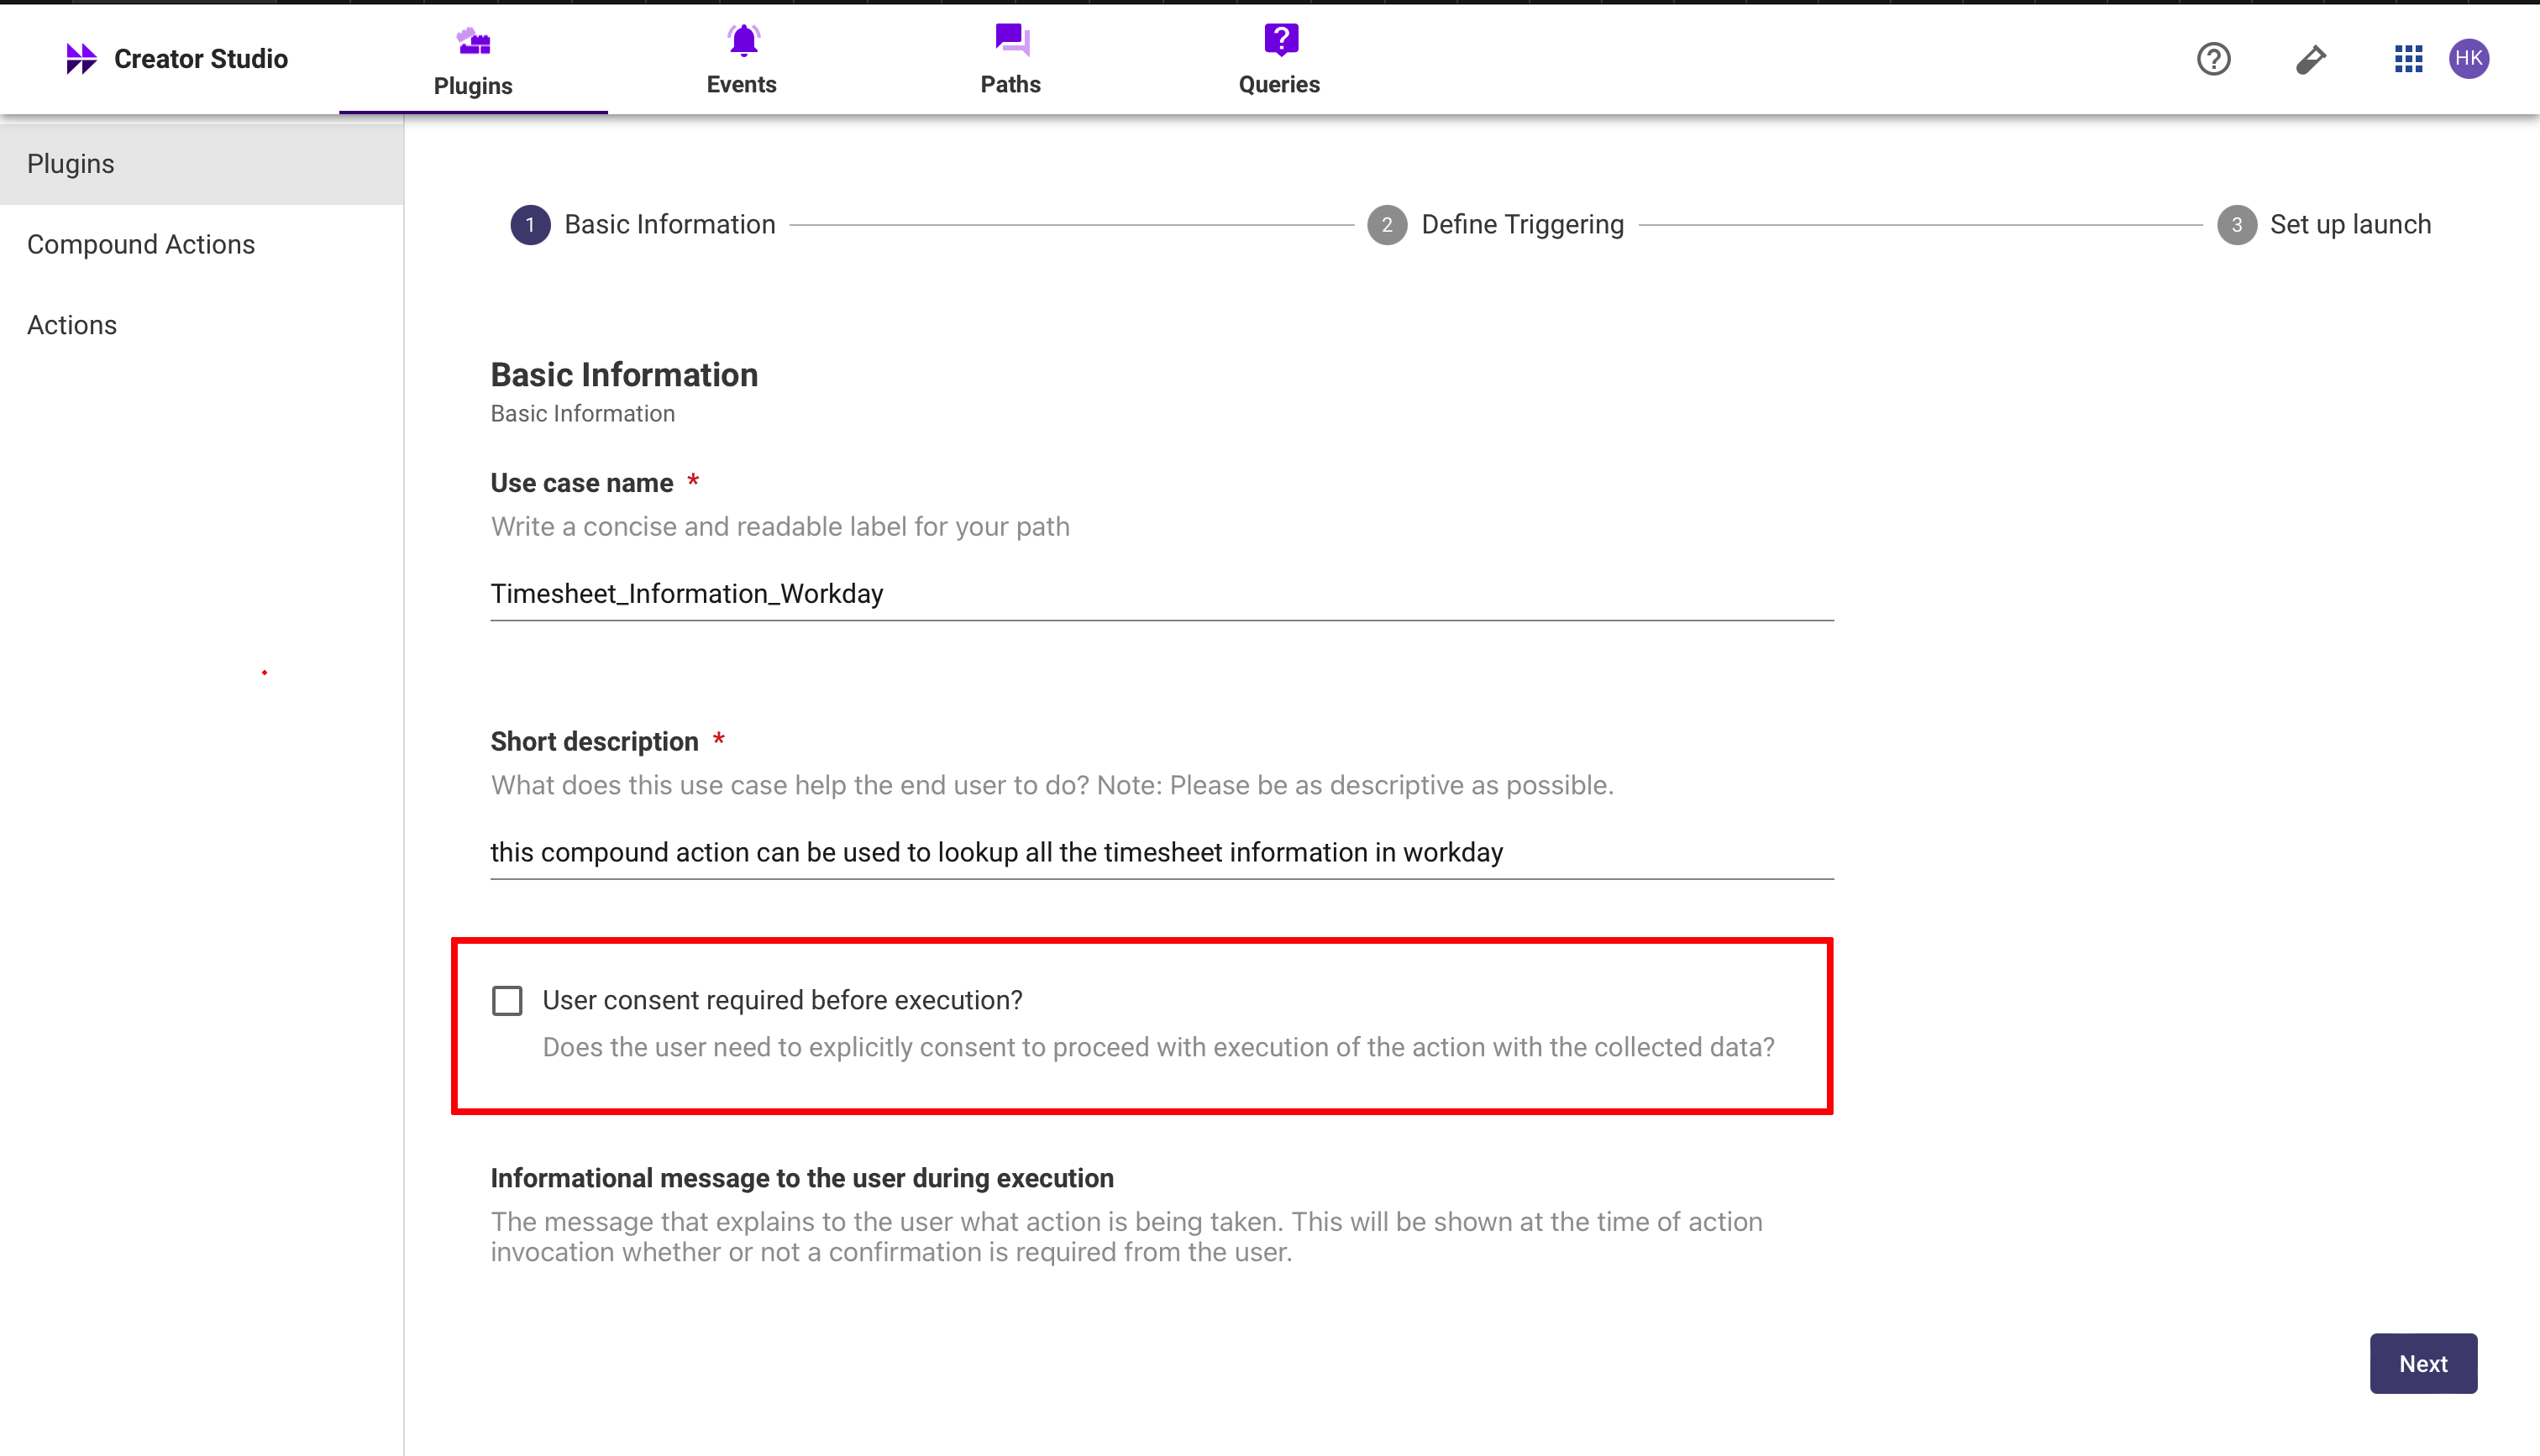 Creator Studio
Plugins
Events
Paths
Queries
HK
Plugins
Compound Actions
Actions
1 Basic Information
2 Define Triggering
3 Set up launch
Basic Information
Basic Information
Use case name *
Write a concise and readable label for your path
Timesheet_Information_Workday
Short description *
What does this use case help the end user to do? Note: Please be as descriptive as possible.
this compound action can be used to lookup all the timesheet information in workday
User consent required before execution?
Does the user need to explicitly consent to proceed with execution of the action with the collected data?
Informational message to the user during execution
The message that explains to the user what action is being taken. This will be shown at the time of action
invocation whether or not a confirmation is required from the user.
Next